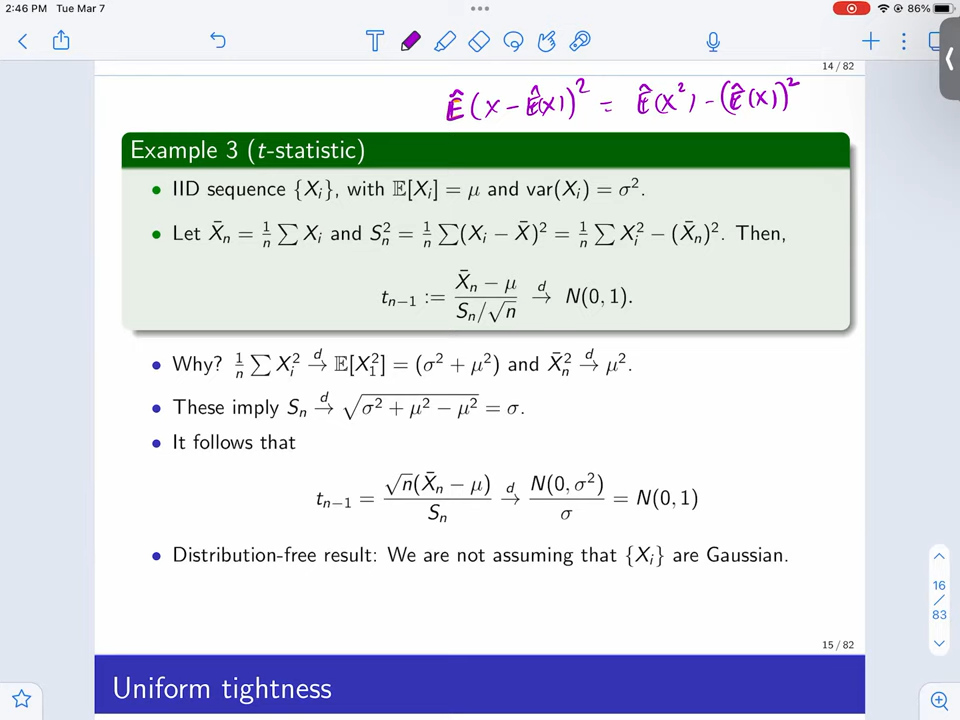 2:46 PM Tue Mar 7
86%
14 / 82
Ê(X − Ê(X))² = Ê(X²) − (Ê(X))²
Example 3 (t-statistic)
• IID sequence {Xᵢ}, with 𝔼[Xᵢ] = μ and var(Xᵢ) = σ².
• Let X̄ₙ = 1/n ∑ Xᵢ and Sₙ² = 1/n ∑(Xᵢ − X̄)² = 1/n ∑ Xᵢ² − (X̄ₙ)². Then,
tₙ₋₁ := (X̄ₙ − μ)/(Sₙ/√n) →ᵈ N(0, 1).
• Why? 1/n ∑ Xᵢ² →ᵈ 𝔼[X₁²] = (σ² + μ²) and X̄ₙ² →ᵈ μ².
• These imply Sₙ →ᵈ √(σ² + μ² − μ²) = σ.
• It follows that
tₙ₋₁ = √n(X̄ₙ − μ)/Sₙ →ᵈ N(0, σ²)/σ = N(0, 1)
• Distribution-free result: We are not assuming that {Xᵢ} are Gaussian.
16
/
83
15 / 82
Uniform tightness